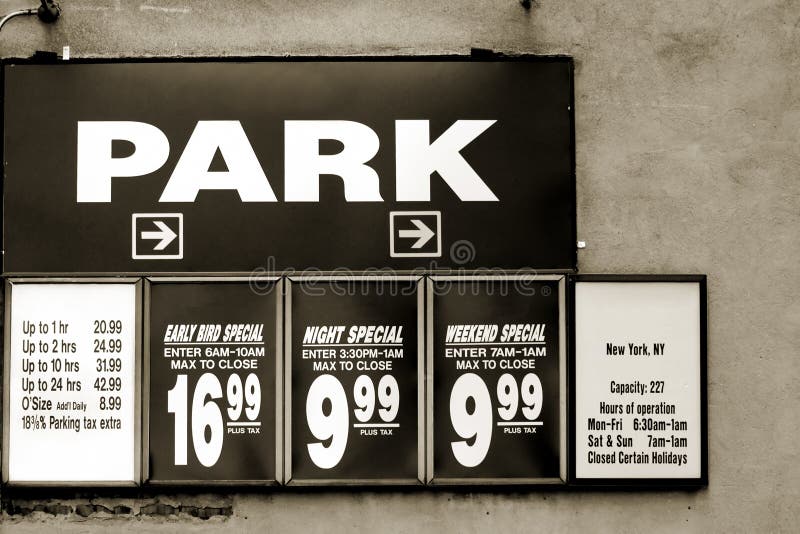 PARK
Up to 1 hr 20.99
Up to 2 hrs 24.99
Up to 10 hrs 31.99
Up to 24 hrs 42.99
O'Size Add'l Daily 8.99
18⅜% Parking tax extra
EARLY BIRD SPECIAL
ENTER 6AM-10AM
MAX TO CLOSE
16 99
PLUS TAX
NIGHT SPECIAL
ENTER 3:30PM-1AM
MAX TO CLOSE
9 99
PLUS TAX
WEEKEND SPECIAL
ENTER 7AM-1AM
MAX TO CLOSE
9 99
PLUS TAX
New York, NY
Capacity: 227
Hours of operation
Mon-Fri 6:30am-1am
Sat & Sun 7am-1am
Closed Certain Holidays
dreamstime